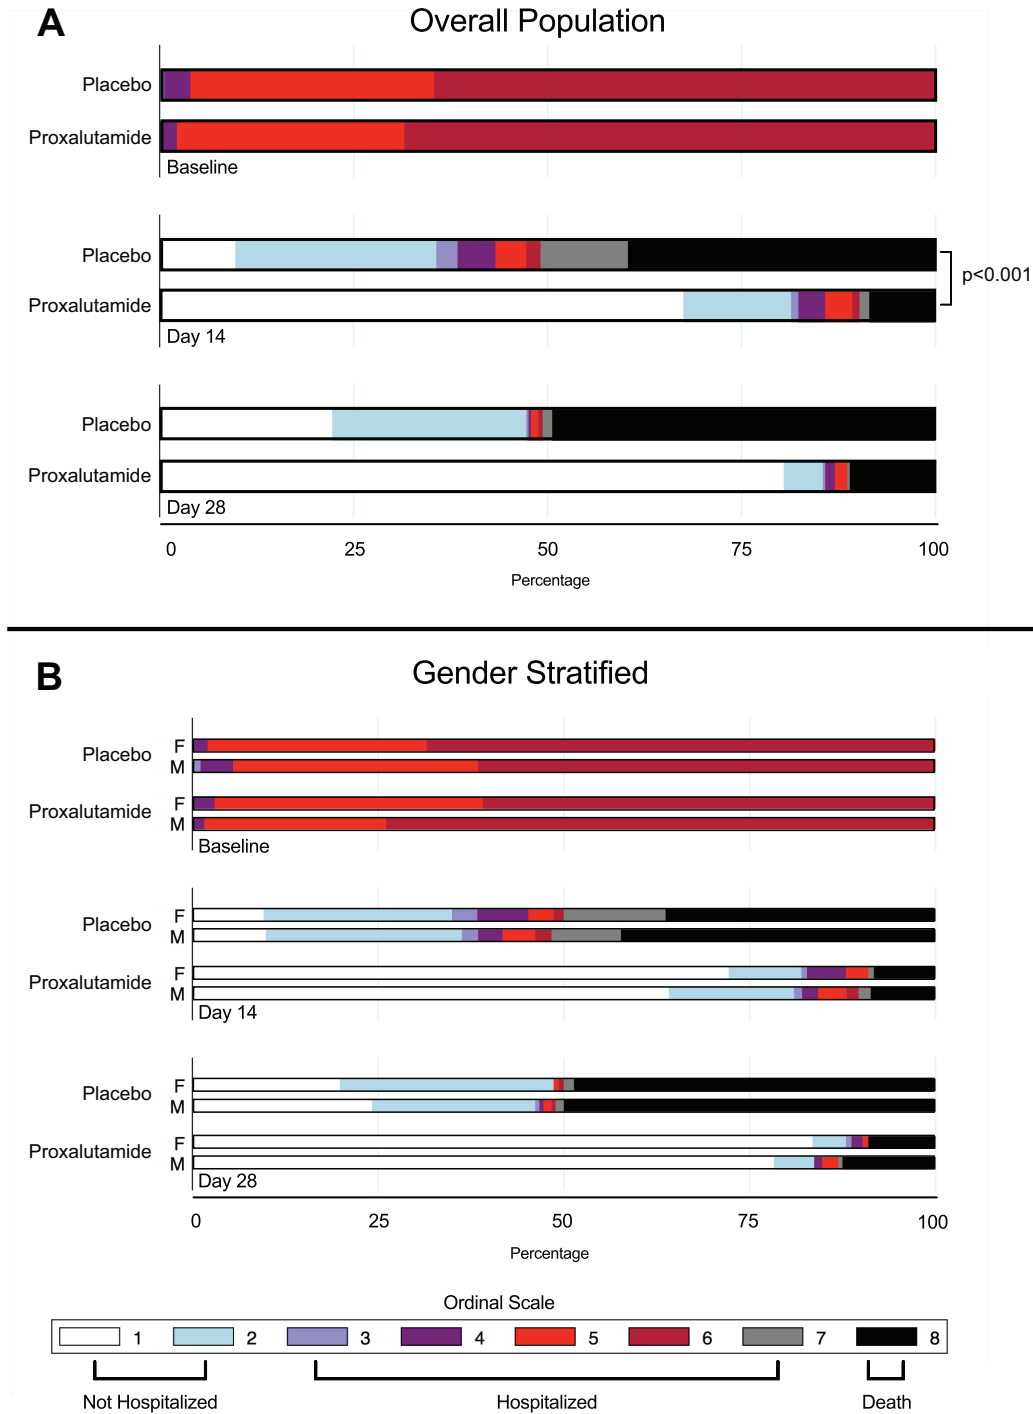 A
Overall Population
Placebo
Proxalutamide
Baseline
Placebo
Proxalutamide
Day 14
p<0.001
Placebo
Proxalutamide
Day 28
0 25 50 75 100
Percentage
B
Gender Stratified
Placebo F
M
Proxalutamide F
M
Baseline
Placebo F
M
Proxalutamide F
M
Day 14
Placebo F
M
Proxalutamide F
M
Day 28
0 25 50 75 100
Percentage
Ordinal Scale
1 2 3 4 5 6 7 8
Not Hospitalized Hospitalized Death